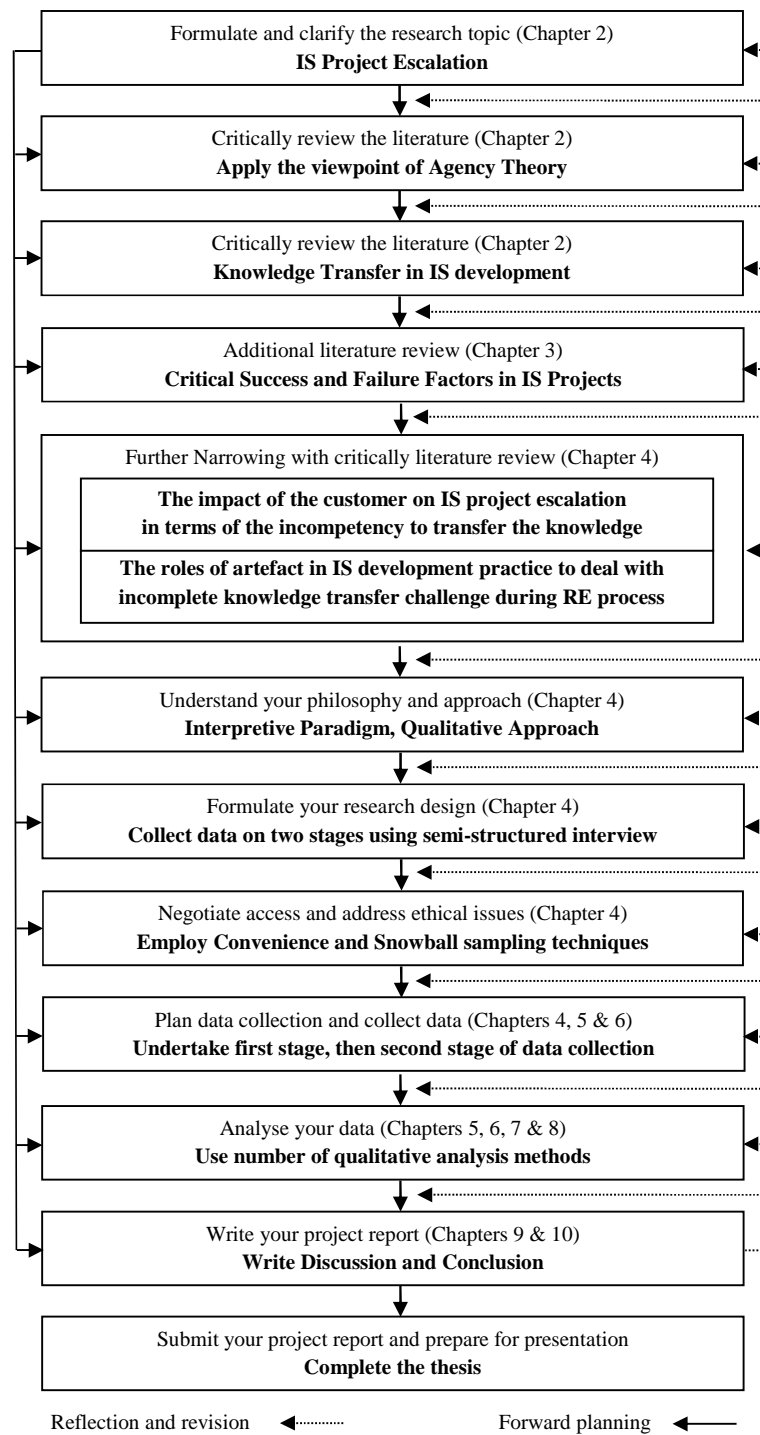 Formulate and clarify the research topic (Chapter 2)
IS Project Escalation
Critically review the literature (Chapter 2)
Apply the viewpoint of Agency Theory
Critically review the literature (Chapter 2)
Knowledge Transfer in IS development
Additional literature review (Chapter 3)
Critical Success and Failure Factors in IS Projects
Further Narrowing with critically literature review (Chapter 4)
The impact of the customer on IS project escalation
in terms of the incompetency to transfer the knowledge
The roles of artefact in IS development practice to deal with
incomplete knowledge transfer challenge during RE process
Understand your philosophy and approach (Chapter 4)
Interpretive Paradigm, Qualitative Approach
Formulate your research design (Chapter 4)
Collect data on two stages using semi-structured interview
Negotiate access and address ethical issues (Chapter 4)
Employ Convenience and Snowball sampling techniques
Plan data collection and collect data (Chapters 4, 5 & 6)
Undertake first stage, then second stage of data collection
Analyse your data (Chapters 5, 6, 7 & 8)
Use number of qualitative analysis methods
Write your project report (Chapters 9 & 10)
Write Discussion and Conclusion
Submit your project report and prepare for presentation
Complete the thesis
Reflection and revision Forward planning